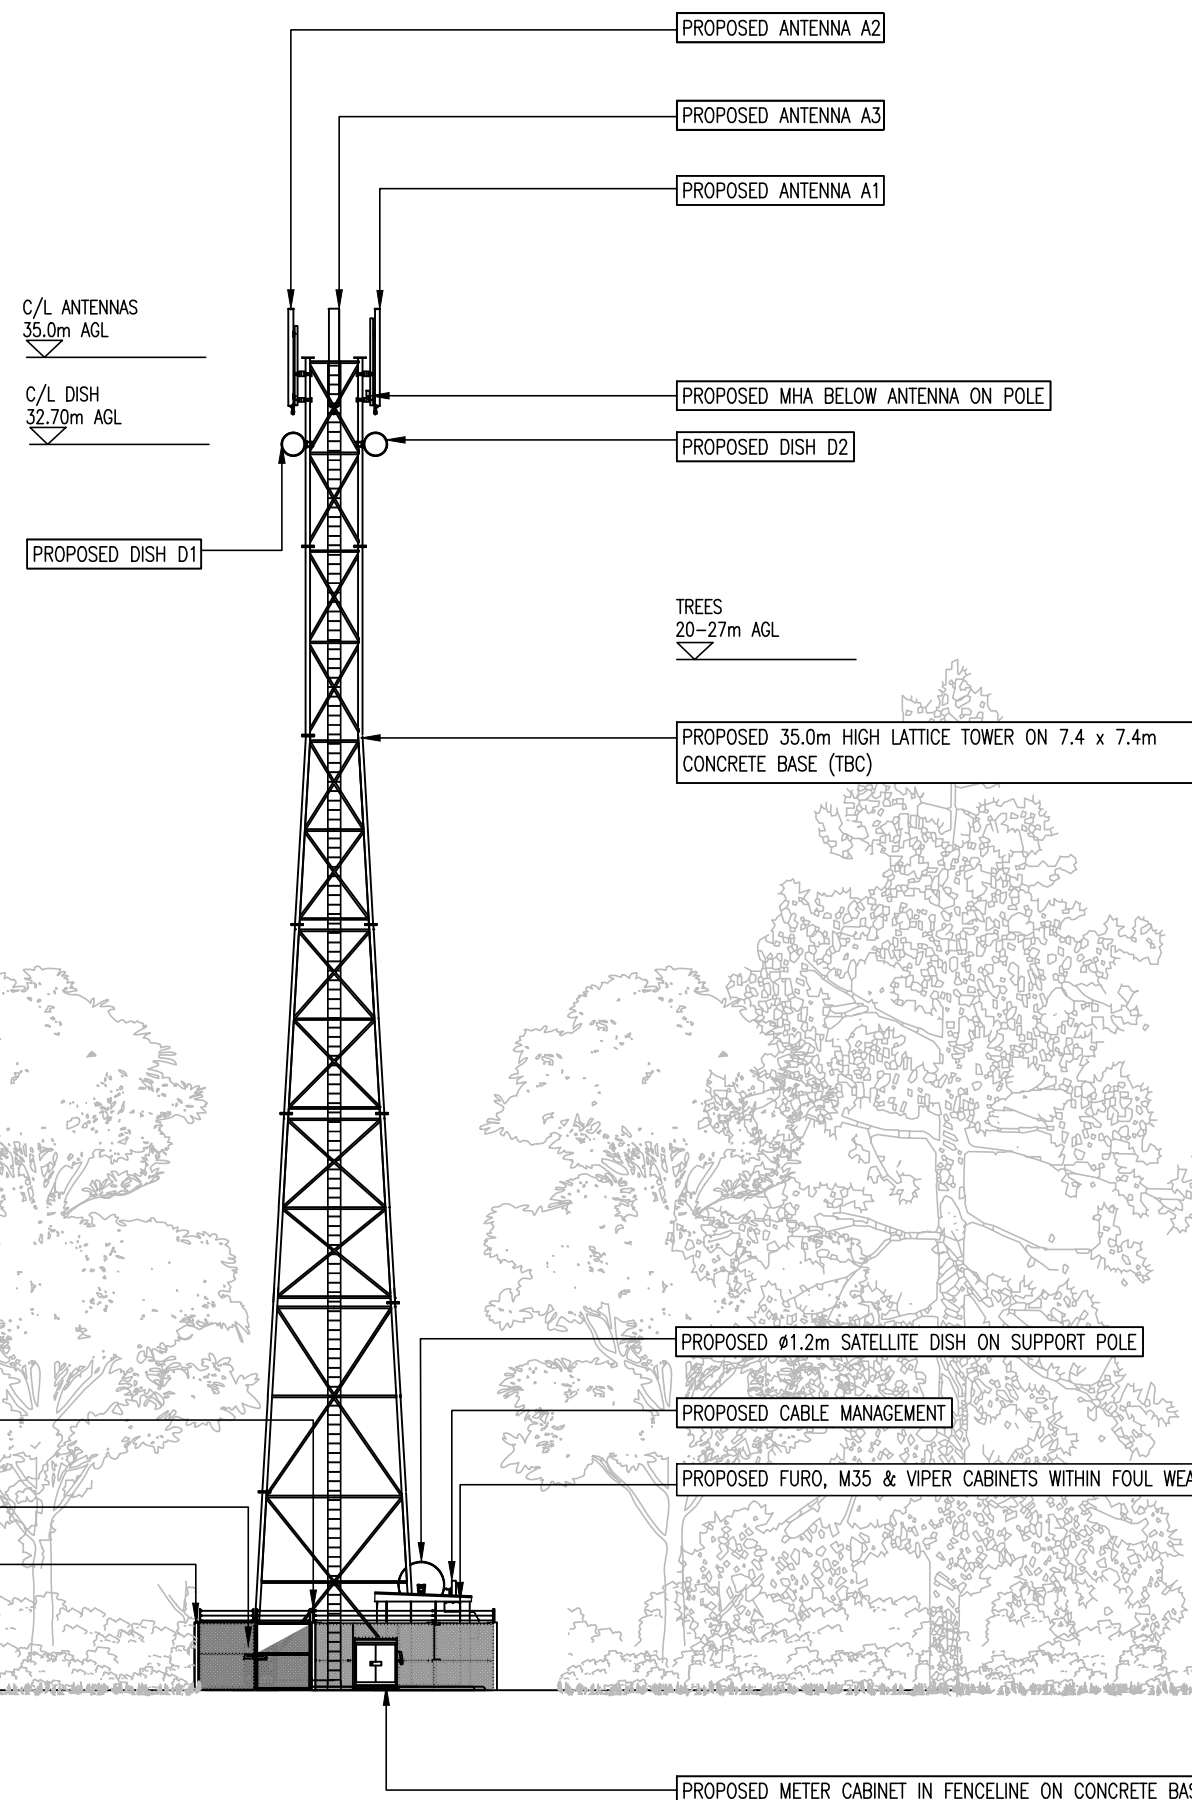 PROPOSED ANTENNA A2
PROPOSED ANTENNA A3
PROPOSED ANTENNA A1
C/L ANTENNAS
35.0m AGL
C/L DISH
32.70m AGL
PROPOSED MHA BELOW ANTENNA ON POLE
PROPOSED DISH D2
PROPOSED DISH D1
TREES
20-27m AGL
PROPOSED 35.0m HIGH LATTICE TOWER ON 7.4 x 7.4m
CONCRETE BASE (TBC)
PROPOSED Ø1.2m SATELLITE DISH ON SUPPORT POLE
PROPOSED CABLE MANAGEMENT
PROPOSED FURO, M35 & VIPER CABINETS WITHIN FOUL
PROPOSED METER CABINET IN FENCELINE ON CONCRETE